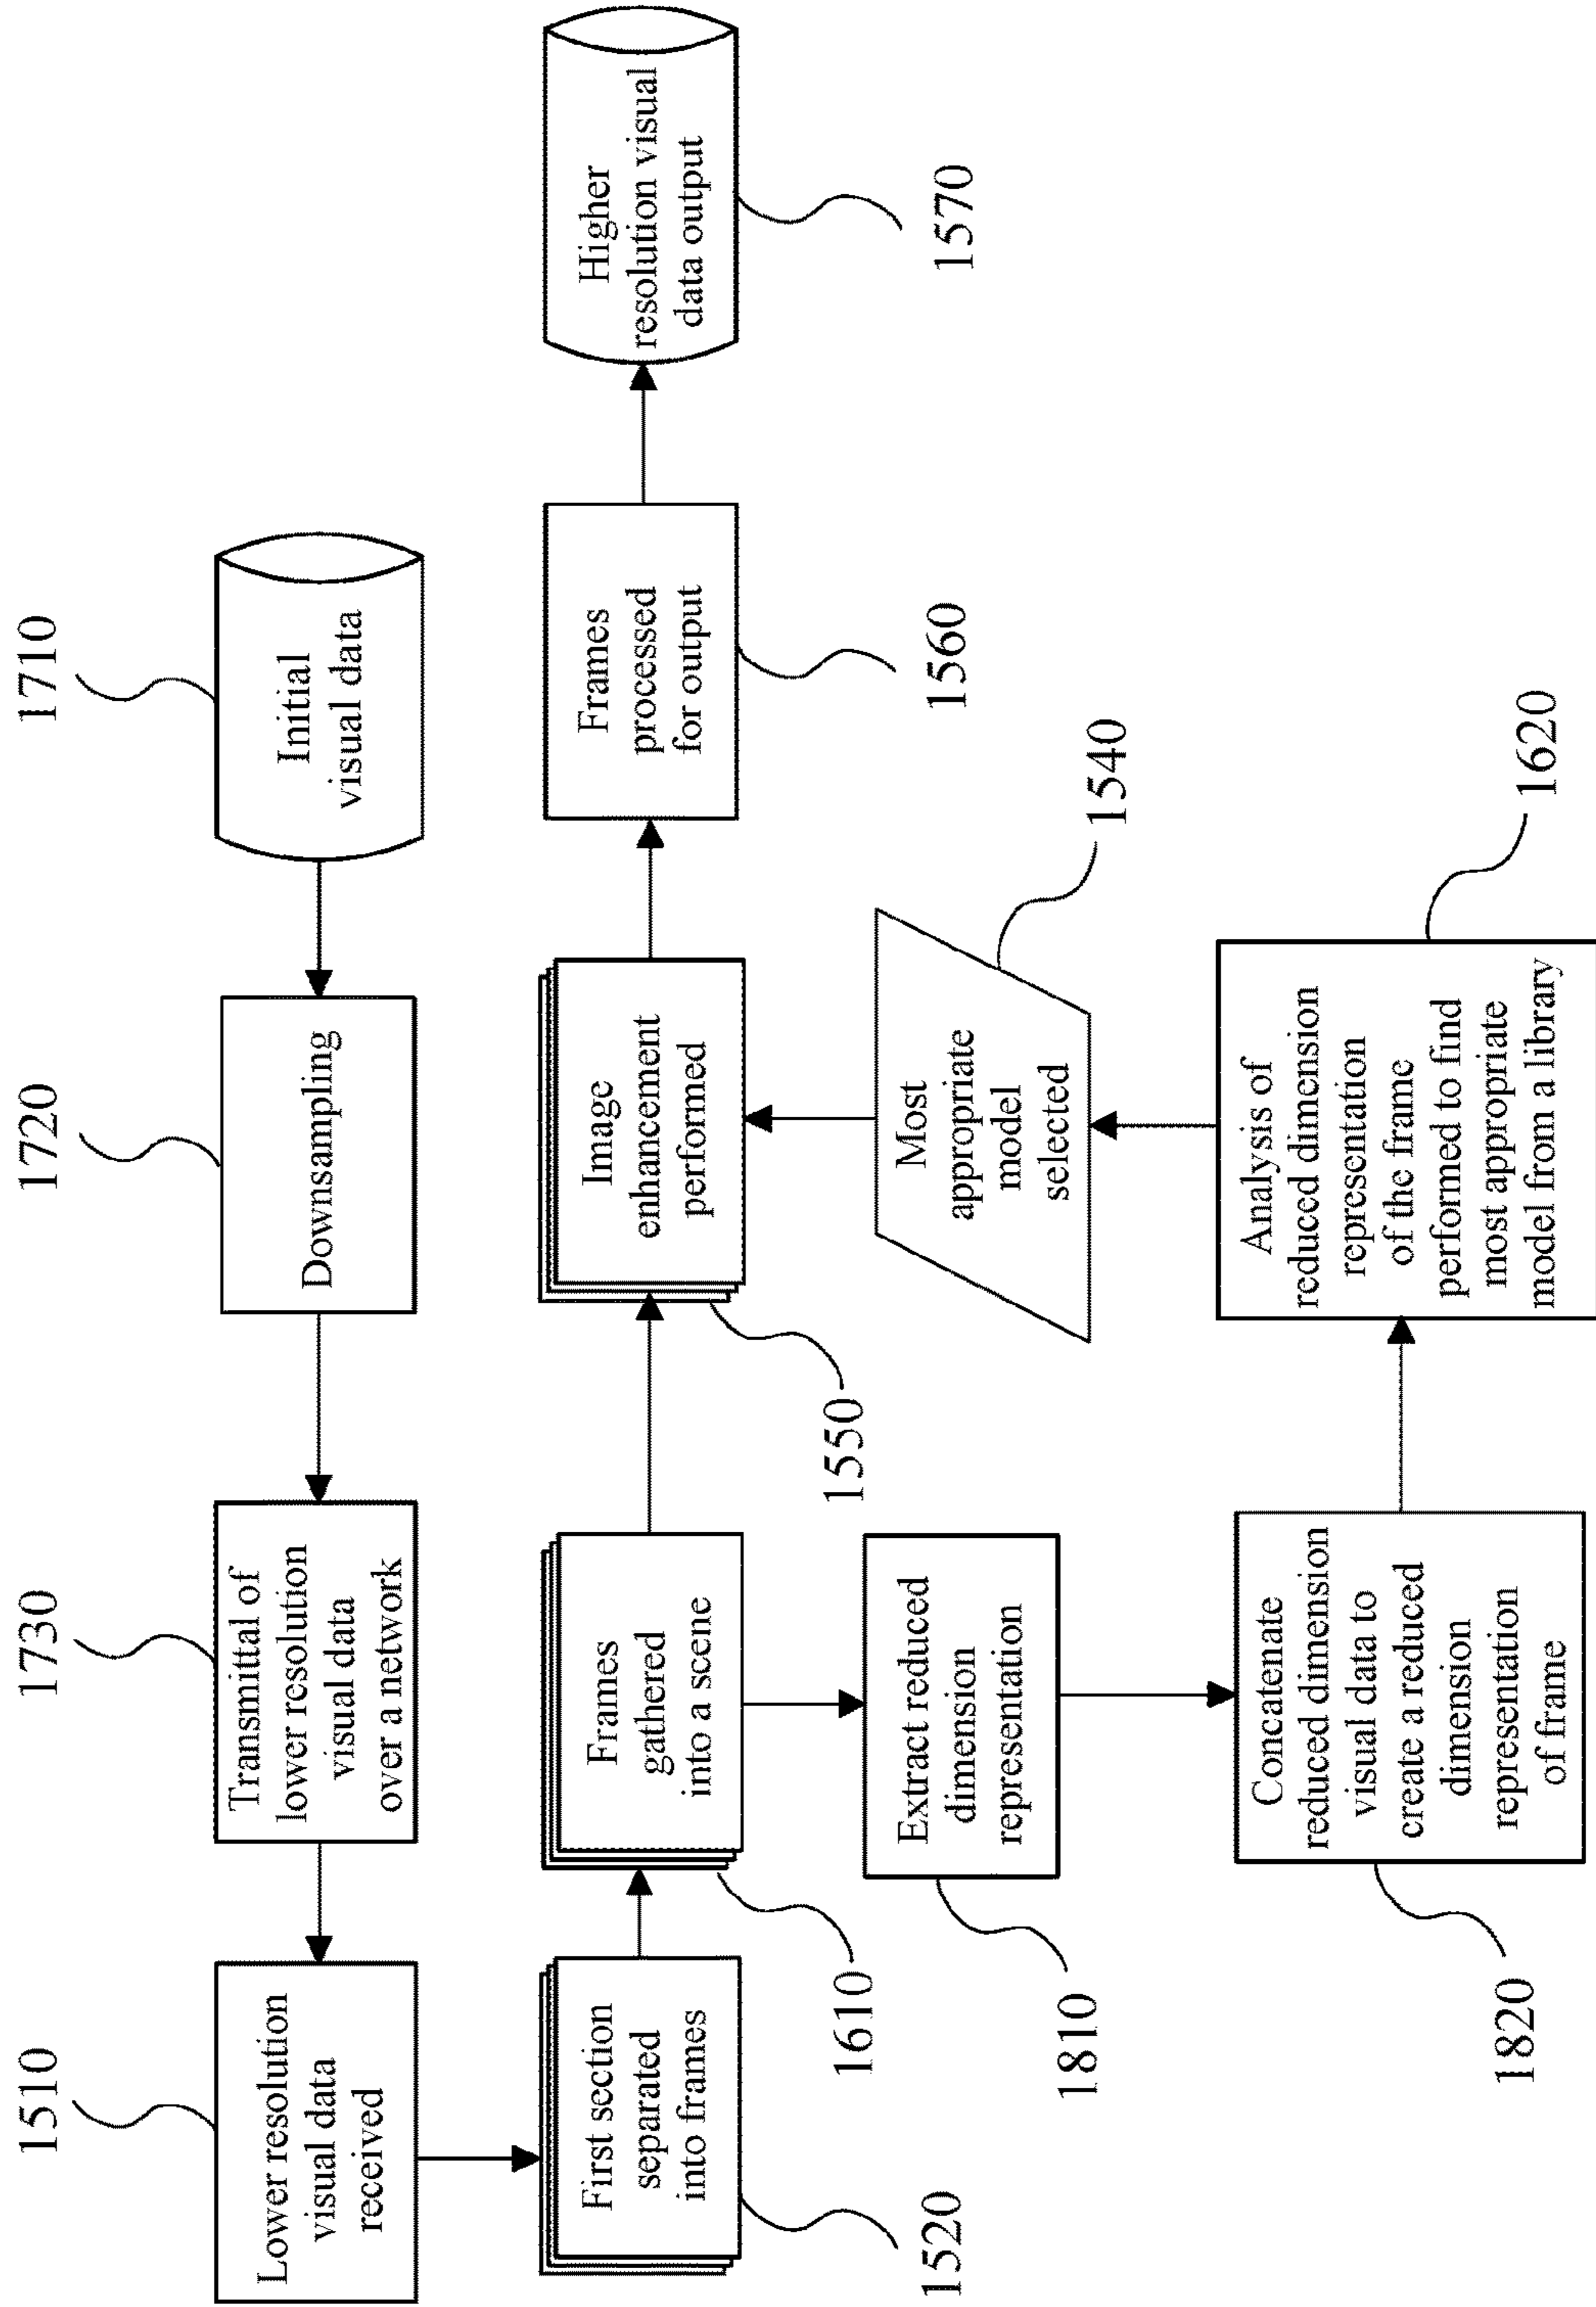 1510
1730
1720
1710
Lower resolution
visual data
received
Transmittal of
lower resolution
visual data
over a network
Downsampling
Initial
visual data
First section
separated
into frames
Frames
gathered
into a scene
Image
enhancement
performed
Frames
processed
for output
Higher
resolution visual
data output
1520
1610
1550
1560
1570
Extract reduced
dimension
representation
Most
appropriate
model
selected
1540
1810
Concatenate
reduced dimension
visual data to
create a reduced
dimension
representation
of frame
Analysis of
reduced dimension
representation
of the frame
performed to find
most appropriate
model from a library
1820
1620